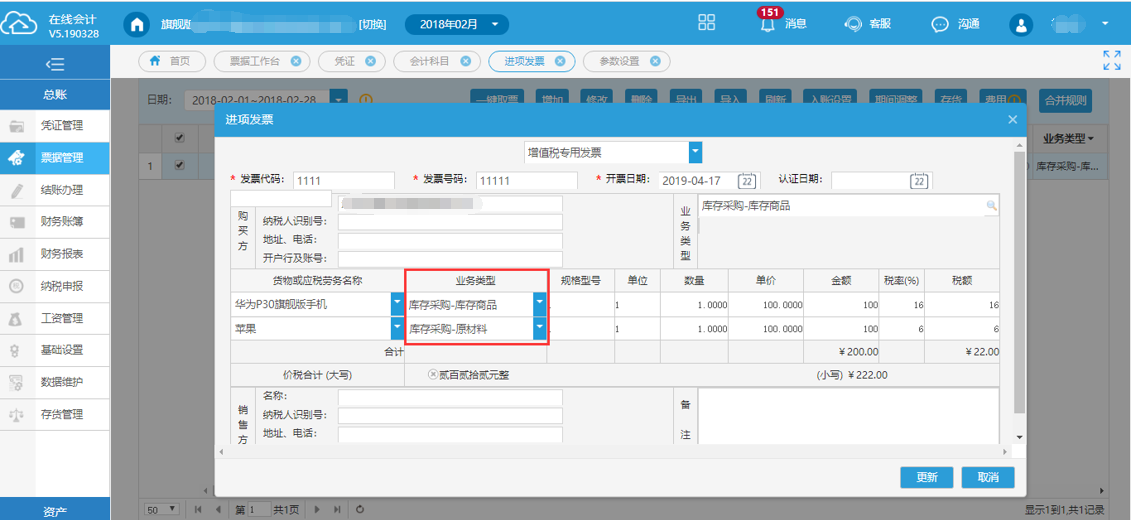 在线会计
V5.190328
旗舰版 [切换] 2018年02月 151 消息 客服 沟通
首页 票据工作台 凭证 会计科目 进项发票 参数设置
总账
凭证管理
票据管理
结账办理
财务账簿
财务报表
纳税申报
工资管理
基础设置
数据维护
存货管理
资产
日期: 2018-02-01~2018-02-28 一键取票 增加 修改 删除 导出 导入 刷新 入账设置 期间调整 存货 费用 合并规则
业务类型
1 库存采购-库...
进项发票
增值税专用发票
* 发票代码: 1111 * 发票号码: 11111 * 开票日期: 2019-04-17 22 认证日期: 22
购买方
纳税人识别号:
地址、电话:
开户行及账号:
业务类型
库存采购-库存商品
货物或应税劳务名称 业务类型 规格型号 单位 数量 单价 金额 税率(%) 税额
华为P30旗舰版手机 库存采购-库存商品 1 1.0000 100.0000 100 16 16
苹果 库存采购-原材料 1 1.0000 100.0000 100 6 6
合计 ¥200.00 ¥22.00
价税合计 (大写) ⓧ贰百贰拾贰元整 (小写) ¥222.00
销售方
名称:
纳税人识别号:
地址、电话:
备注
更新 取消
50 第 1 共1页 显示1到1,共1记录